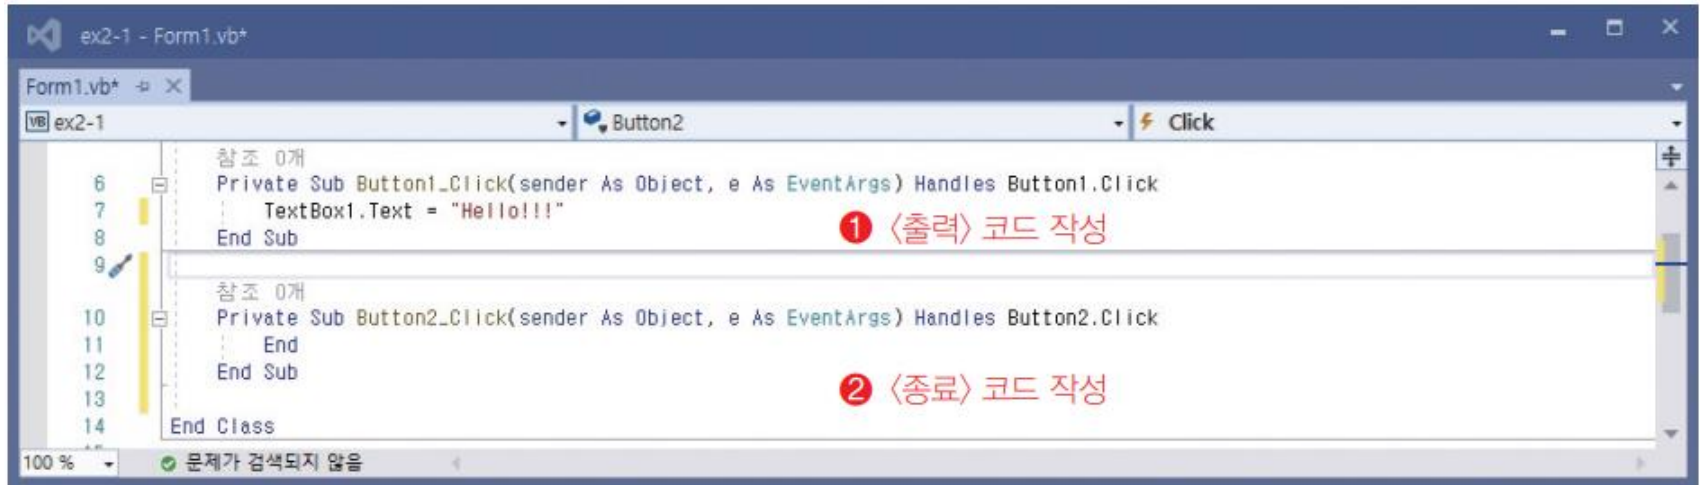 ex2-1 - Form1.vb*
Form1.vb*
VB ex2-1 Button2 Click
참조 0개
6 Private Sub Button1_Click(sender As Object, e As EventArgs) Handles Button1.Click
7 TextBox1.Text = "Hello!!!"
❶ 〈출력〉 코드 작성
8 End Sub
9
참조 0개
10 Private Sub Button2_Click(sender As Object, e As EventArgs) Handles Button2.Click
11 End
12 End Sub
❷ 〈종료〉 코드 작성
13
14 End Class
100 % 문제가 검색되지 않음